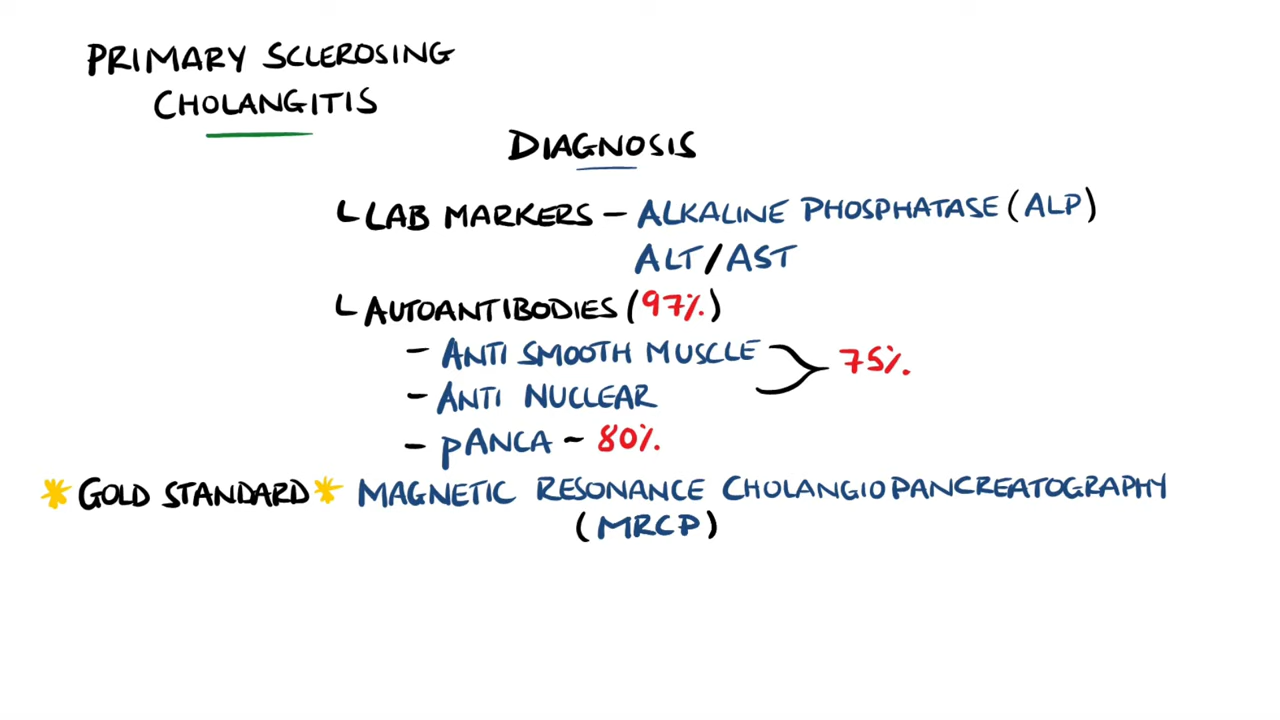 PRIMARY SCLEROSING
CHOLANGITIS
DIAGNOSIS
LAB MARKERS - ALKALINE PHOSPHATASE (ALP)
ALT/AST
AUTOANTIBODIES (97%)
- ANTI SMOOTH MUSCLE
75%
- ANTI NUCLEAR
- pANCA - 80%
*GOLD STANDARD* MAGNETIC RESONANCE CHOLANGIOPANCREATOGRAPHY
(MRCP)